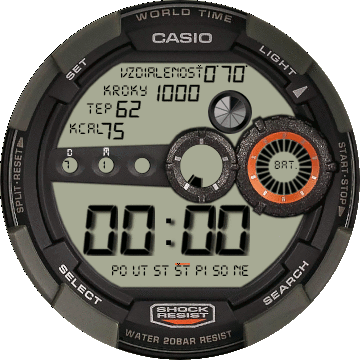 WORLD TIME
CASIO
SET
LIGHT
VZDIALENOSŤ 0'70
KROKY 1000
TEP 62
KCAL 75
SPLIT-RESET
START-STOP
BAT
00:00
PO UT ST ŠT PI SO NE
SELECT
SEARCH
SHOCK
RESIST
WATER 20BAR RESIST